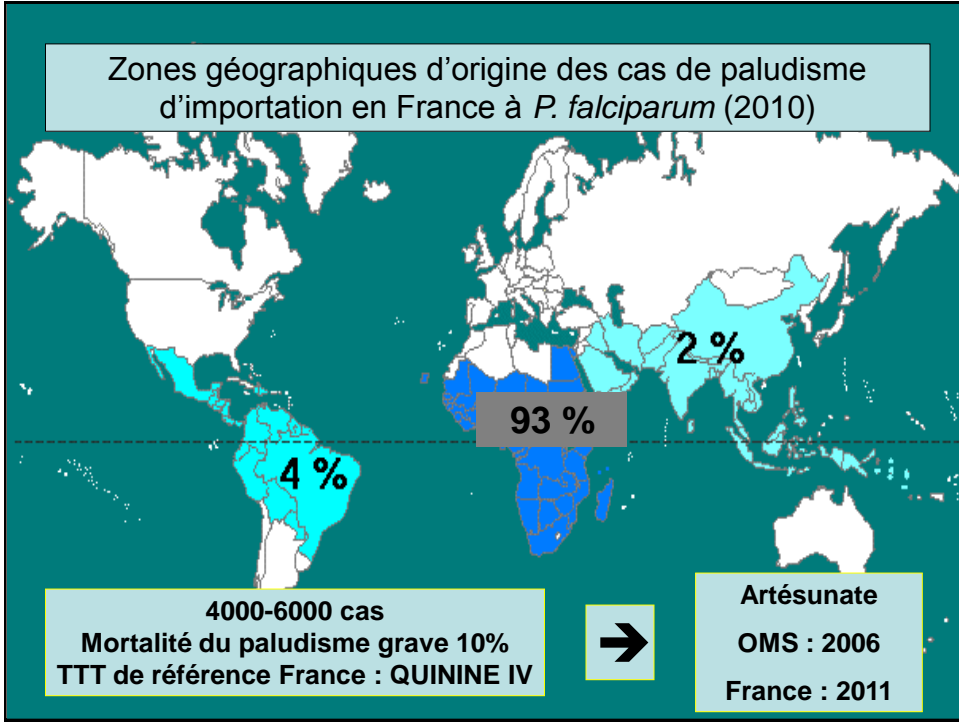 Zones géographiques d’origine des cas de paludisme
d’importation en France à P. falciparum (2010)
2 %
93 %
4 %
4000-6000 cas
Mortalité du paludisme grave 10%
TTT de référence France : QUININE IV
Artésunate
OMS : 2006
France : 2011